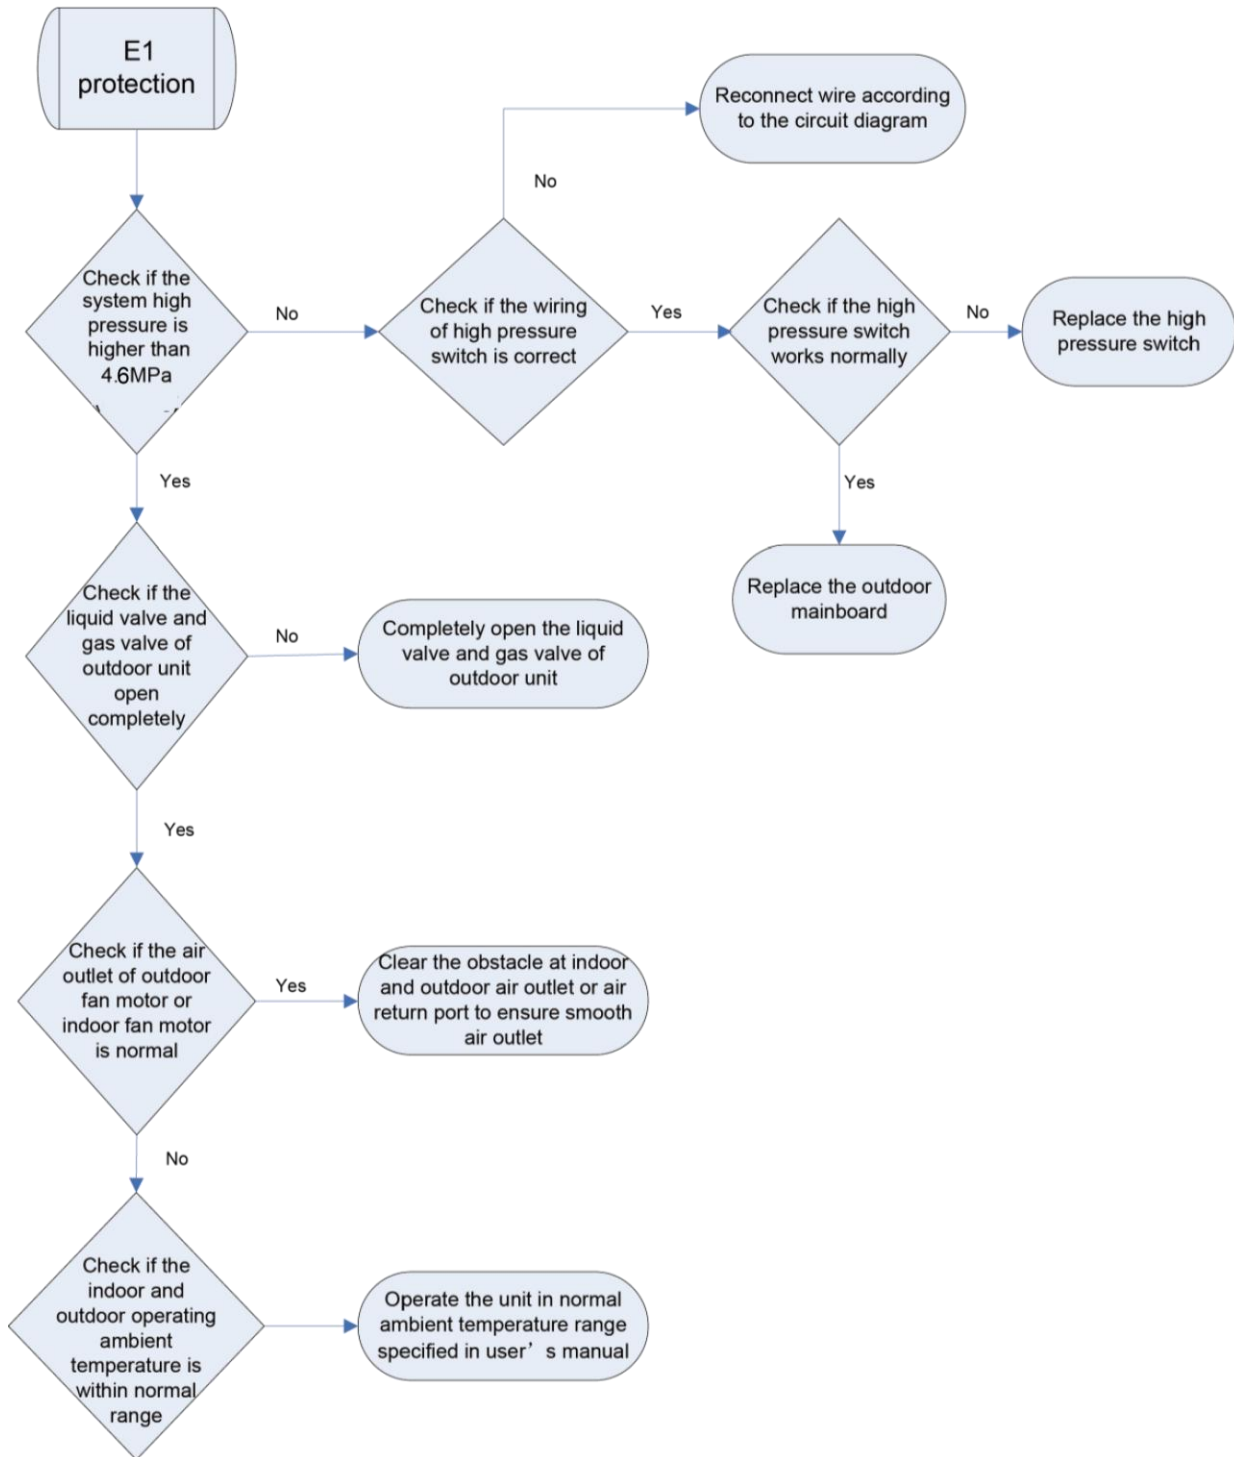 E1
protection
Reconnect wire according
to the circuit diagram
No
Check if the
system high
pressure is
higher than
4.6MPa
No
Check if the wiring
of high pressure
switch is correct
Yes
Check if the high
pressure switch
works normally
No
Replace the high
pressure switch
Yes
Yes
Replace the outdoor
mainboard
Check if the
liquid valve and
gas valve of
outdoor unit
open
completely
No
Completely open the liquid
valve and gas valve of
outdoor unit
Yes
Check if the air
outlet of outdoor
fan motor or
indoor fan motor
is normal
Yes
Clear the obstacle at indoor
and outdoor air outlet or air
return port to ensure smooth
air outlet
No
Check if the
indoor and
outdoor operating
ambient
temperature is
within normal
range
Operate the unit in normal
ambient temperature range
specified in user’ s manual